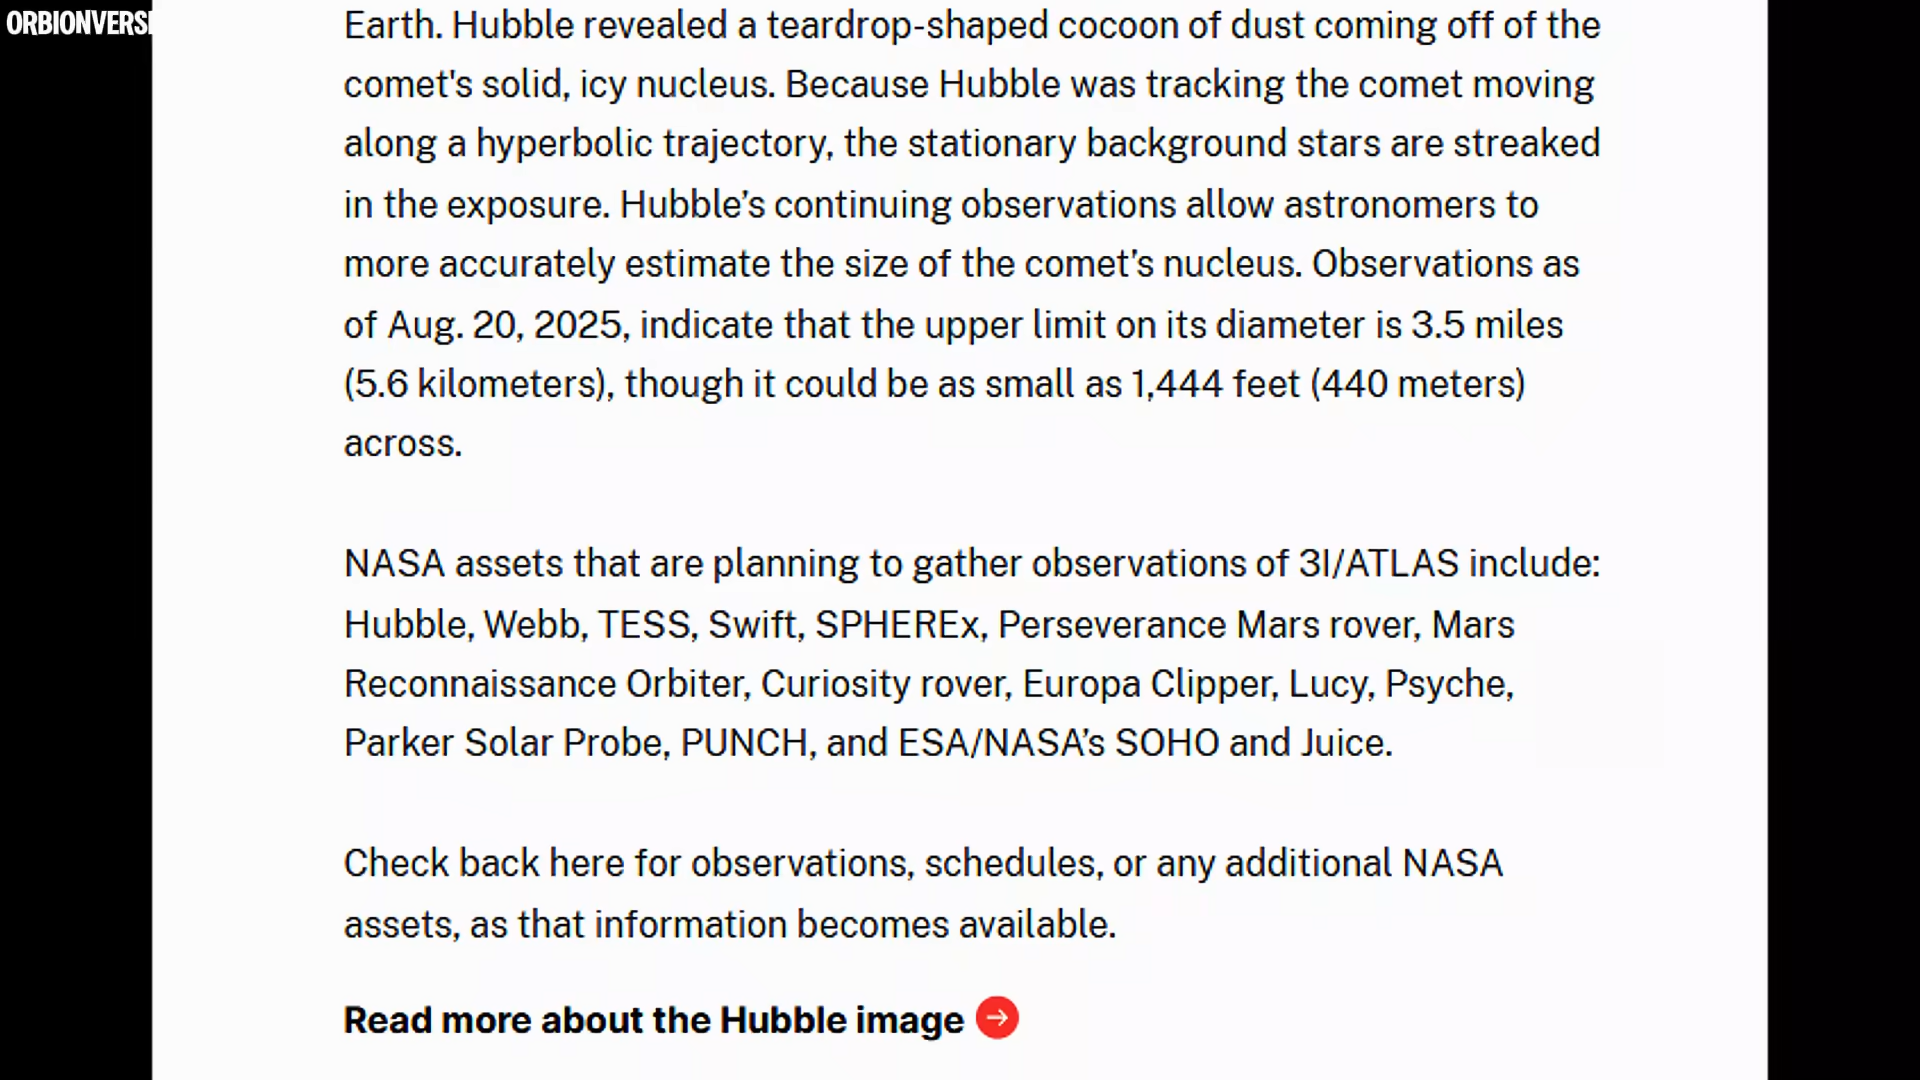 ORBIONVERS
Earth. Hubble revealed a teardrop-shaped cocoon of dust coming off of the
comet's solid, icy nucleus. Because Hubble was tracking the comet moving
along a hyperbolic trajectory, the stationary background stars are streaked
in the exposure. Hubble’s continuing observations allow astronomers to
more accurately estimate the size of the comet’s nucleus. Observations as
of Aug. 20, 2025, indicate that the upper limit on its diameter is 3.5 miles
(5.6 kilometers), though it could be as small as 1,444 feet (440 meters)
across.
NASA assets that are planning to gather observations of 3I/ATLAS include:
Hubble, Webb, TESS, Swift, SPHEREx, Perseverance Mars rover, Mars
Reconnaissance Orbiter, Curiosity rover, Europa Clipper, Lucy, Psyche,
Parker Solar Probe, PUNCH, and ESA/NASA’s SOHO and Juice.
Check back here for observations, schedules, or any additional NASA
assets, as that information becomes available.
Read more about the Hubble image